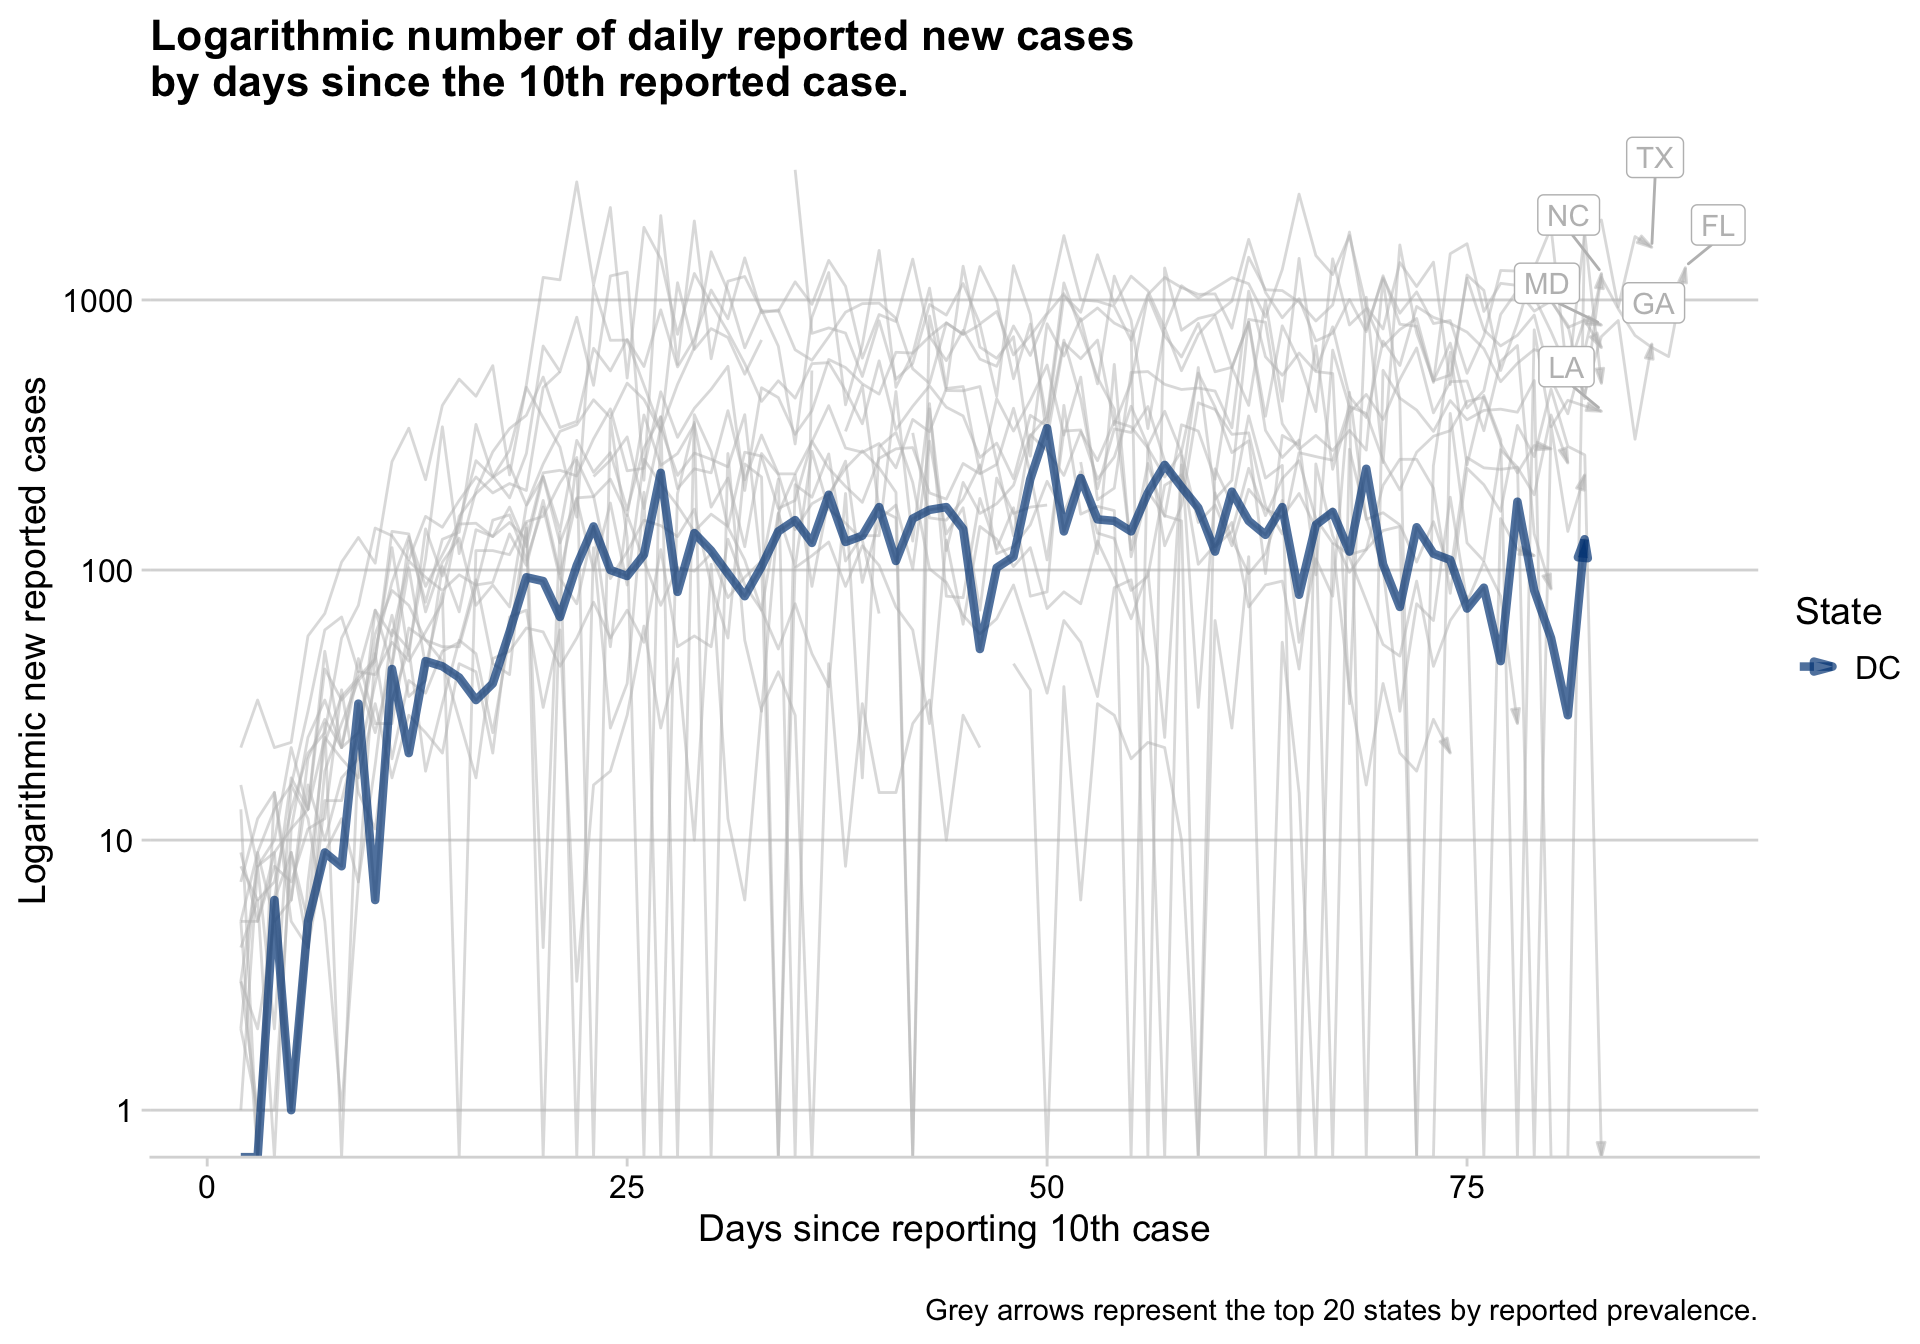 Logarithmic number of daily reported new cases
by days since the 10th reported case.
TX
NC
FL
MD
GA
LA
1000
100
10
1
Logarithmic new reported cases
State
DC
0
25
50
75
Days since reporting 10th case
Grey arrows represent the top 20 states by reported prevalence.